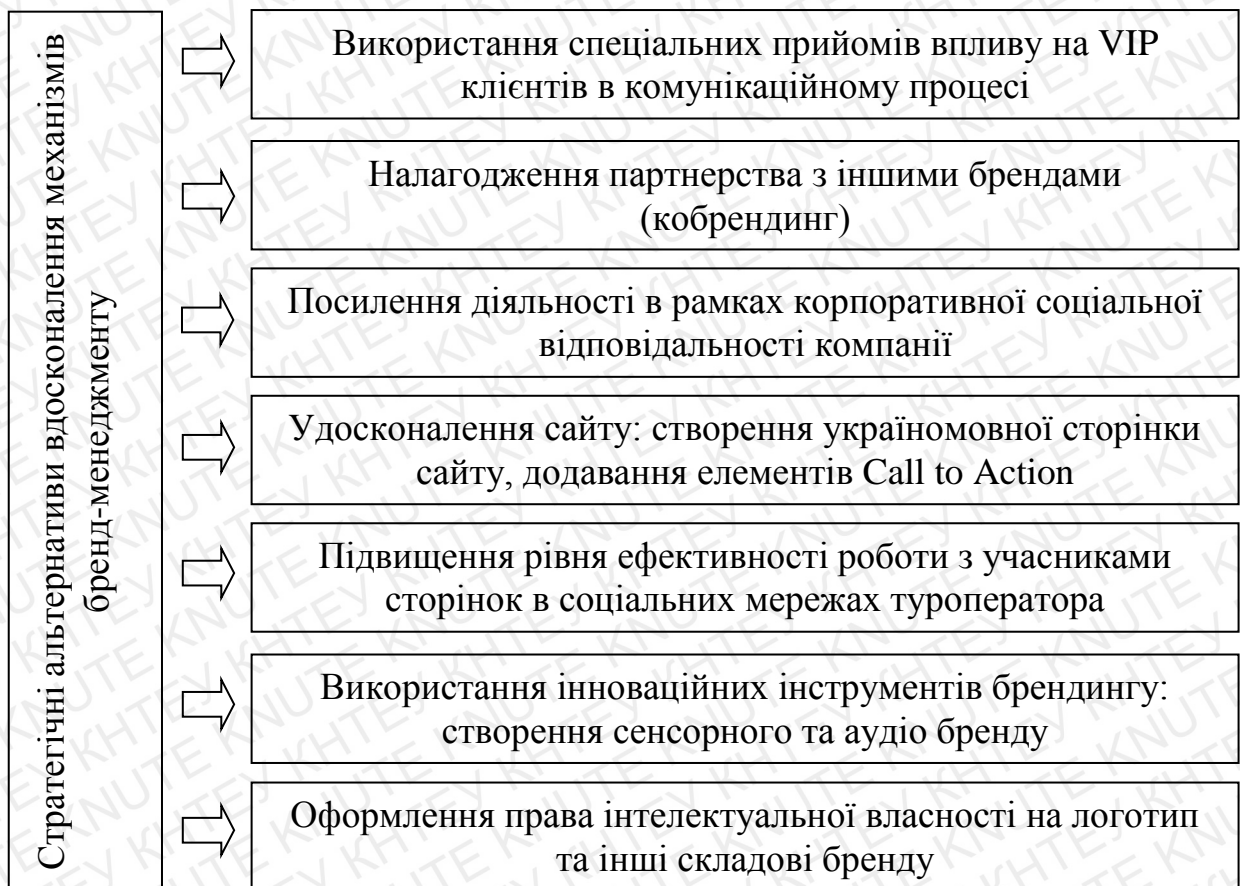 Стратегічні альтернативи вдосконалення механізмів
бренд-менеджменту
Використання спеціальних прийомів впливу на VIP
клієнтів в комунікаційному процесі
Налагодження партнерства з іншими брендами
(кобрендинг)
Посилення діяльності в рамках корпоративної соціальної
відповідальності компанії
Удосконалення сайту: створення україномовної сторінки
сайту, додавання елементів Call to Action
Підвищення рівня ефективності роботи з учасниками
сторінок в соціальних мережах туроператора
Використання інноваційних інструментів брендингу:
створення сенсорного та аудіо бренду
Оформлення права інтелектуальної власності на логотип
та інші складові бренду